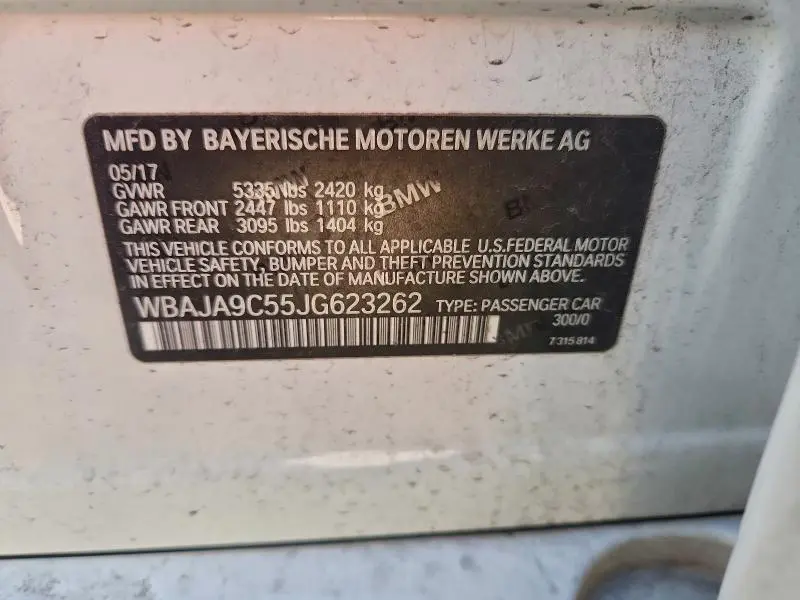 MFD BY BAYERISCHE MOTOREN WERKE AG
05/17
GVWR 5335 lbs 2420 kg
GAWR FRONT 2447 lbs 1110 kg
GAWR REAR 3095 lbs 1404 kg
THIS VEHICLE CONFORMS TO ALL APPLICABLE U.S.FEDERAL MOTOR
VEHICLE SAFETY, BUMPER AND THEFT PREVENTION STANDARDS
IN EFFECT ON THE DATE OF MANUFACTURE SHOWN ABOVE.
WBAJA9C55JG623262 TYPE: PASSENGER CAR
300/0
7315814
BMW